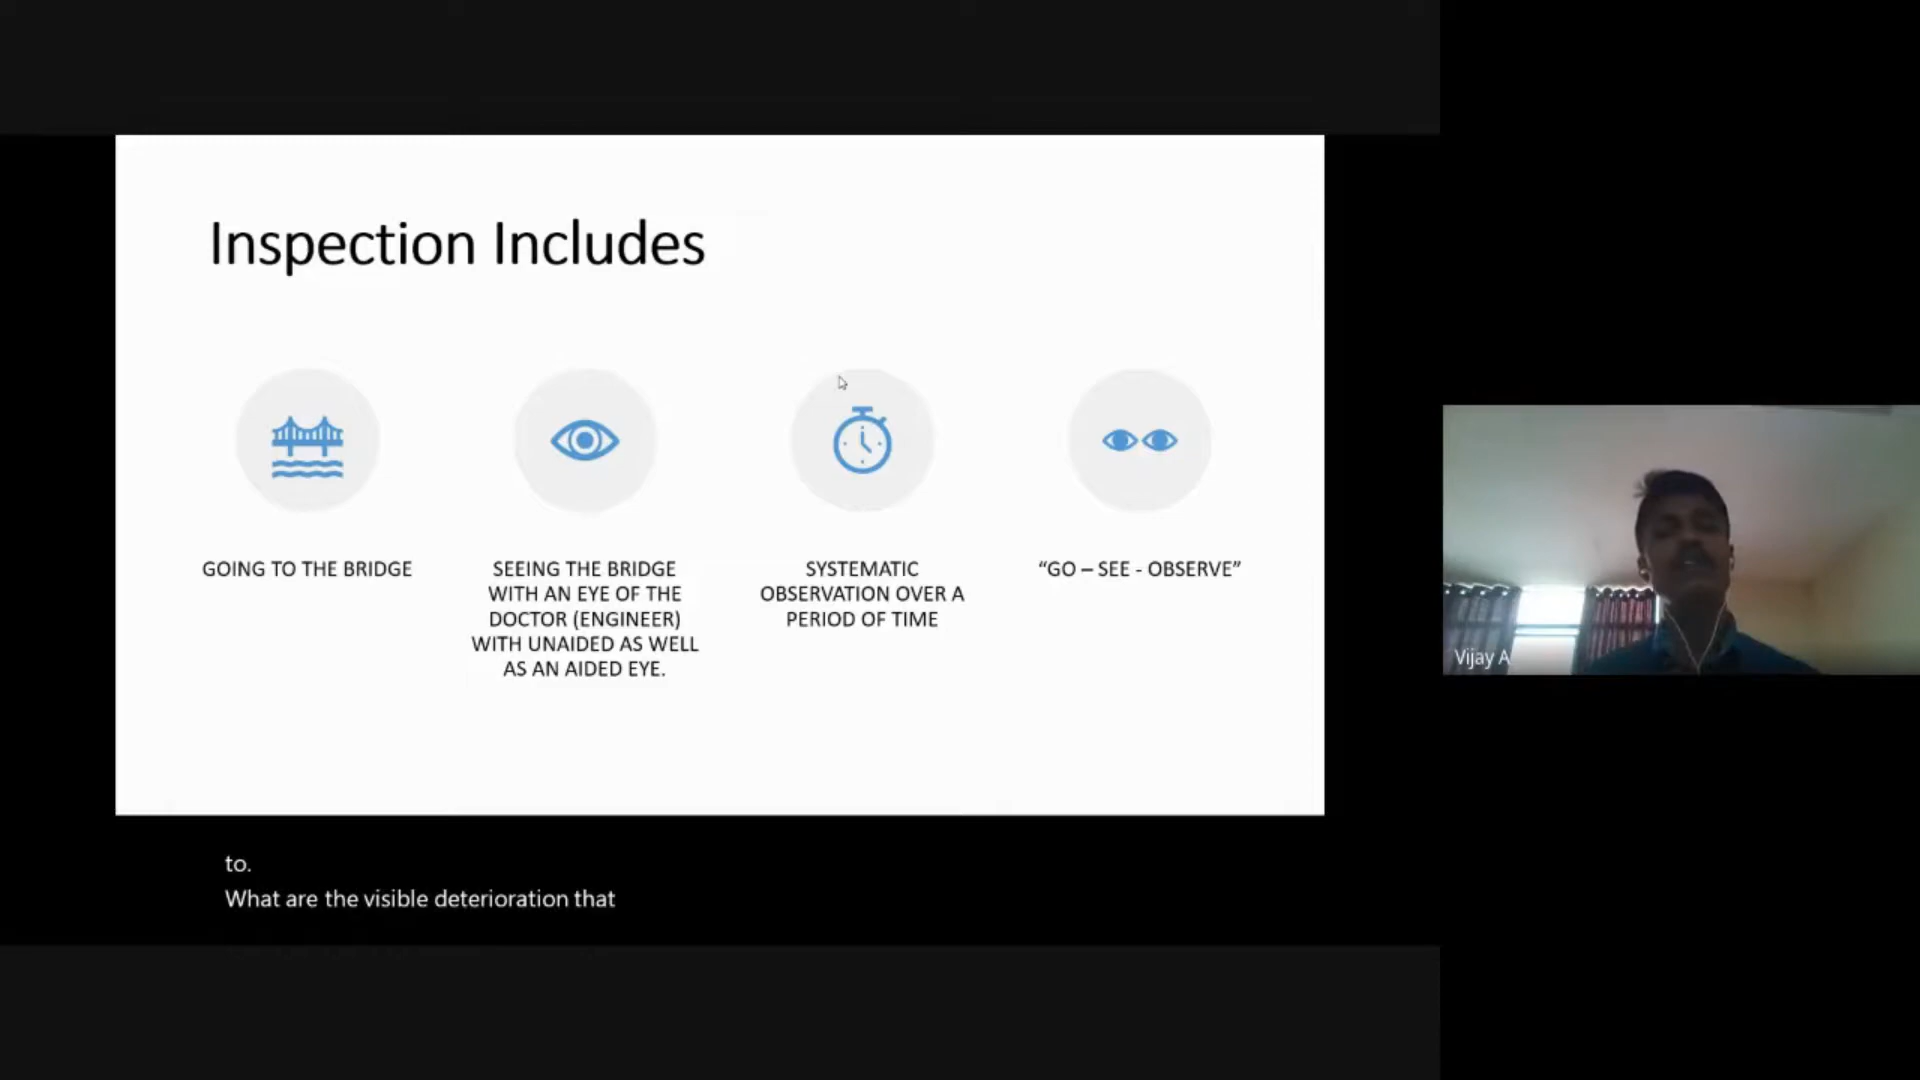 Inspection Includes
GOING TO THE BRIDGE
SEEING THE BRIDGE
WITH AN EYE OF THE
DOCTOR (ENGINEER)
WITH UNAIDED AS WELL
AS AN AIDED EYE.
SYSTEMATIC
OBSERVATION OVER A
PERIOD OF TIME
“GO – SEE - OBSERVE”
Vijay A
to.
What are the visible deterioration that